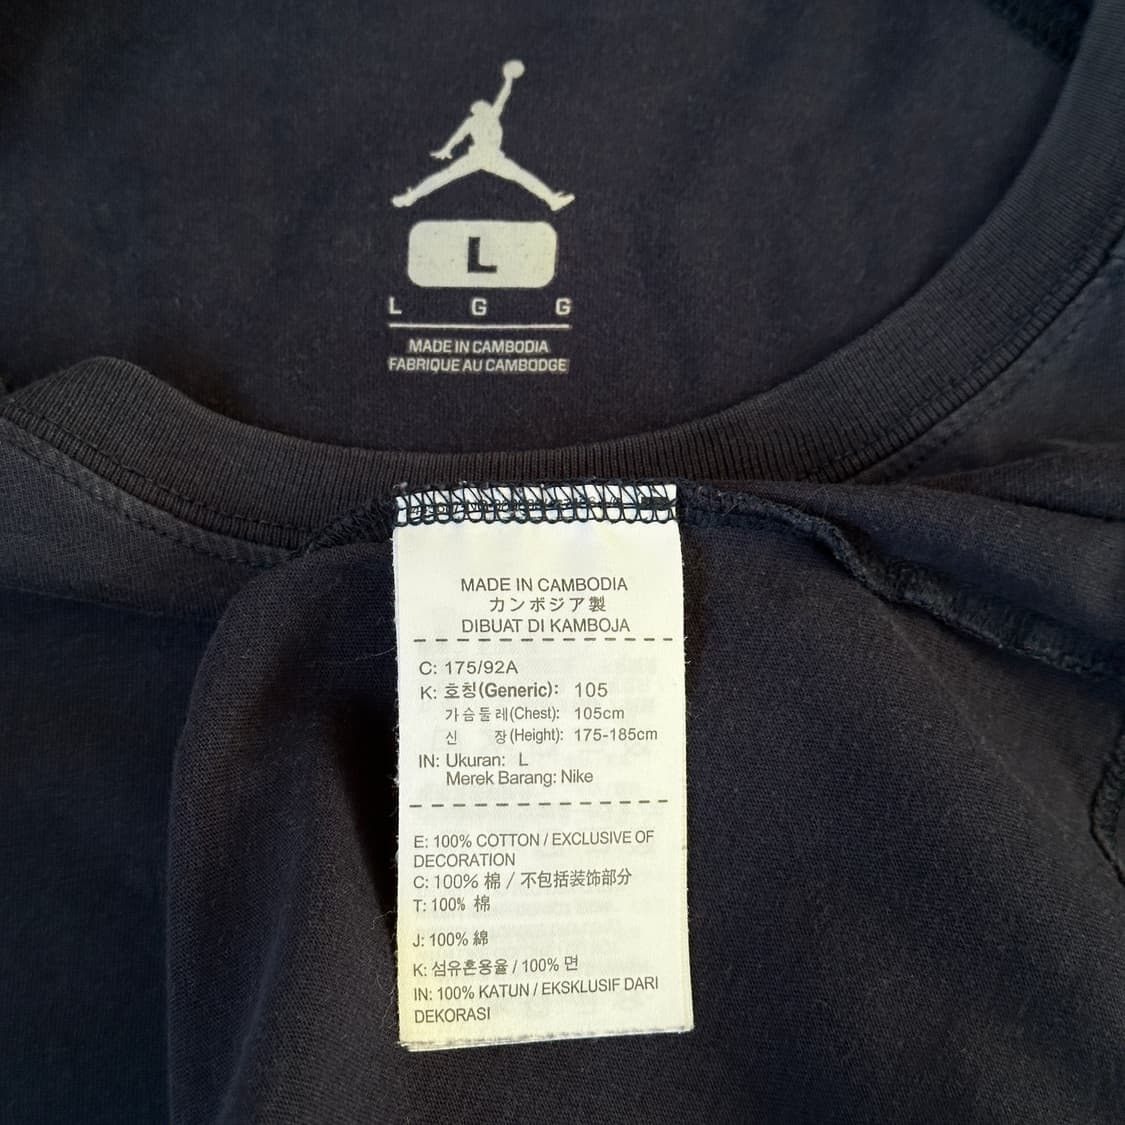 L
L G G
MADE IN CAMBODIA
FABRIQUE AU CAMBODGE
MADE IN CAMBODIA
カンボジア製
DIBUAT DI KAMBOJA
C: 175/92A
K: 호칭(Generic): 105
가슴둘레(Chest): 105cm
신 장(Height): 175-185cm
IN: Ukuran: L
Merek Barang: Nike
E: 100% COTTON / EXCLUSIVE OF
DECORATION
C: 100% 棉 / 不包括装饰部分
T: 100% 棉
J: 100% 綿
K: 섬유혼용율 / 100% 면
IN: 100% KATUN / EKSKLUSIF DARI
DEKORASI